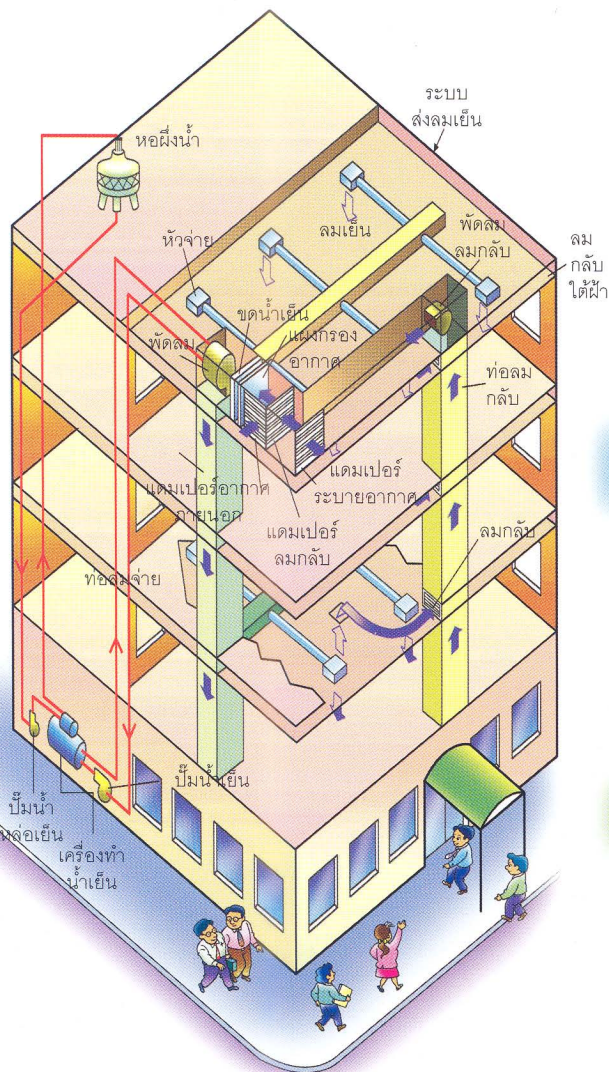 ระบบ
ส่งลมเย็น
หอผึ่งน้ำ
หัวจ่าย
ลมเย็น
พัดลม
ลมกลับ
ลม
กลับ
ใต้ฝ้า
ขดน้ำเย็น
พัดลม
แผงกรอง
อากาศ
ท่อลม
กลับ
แดมเปอร์
ระบายอากาศ
แดมเปอร์อากาศ
ภายนอก
แดมเปอร์
ลมกลับ
ลมกลับ
ท่อลมจ่าย
ปั๊มน้ำเย็น
ปั๊มน้ำ
หล่อเย็น
เครื่องทำ
น้ำเย็น